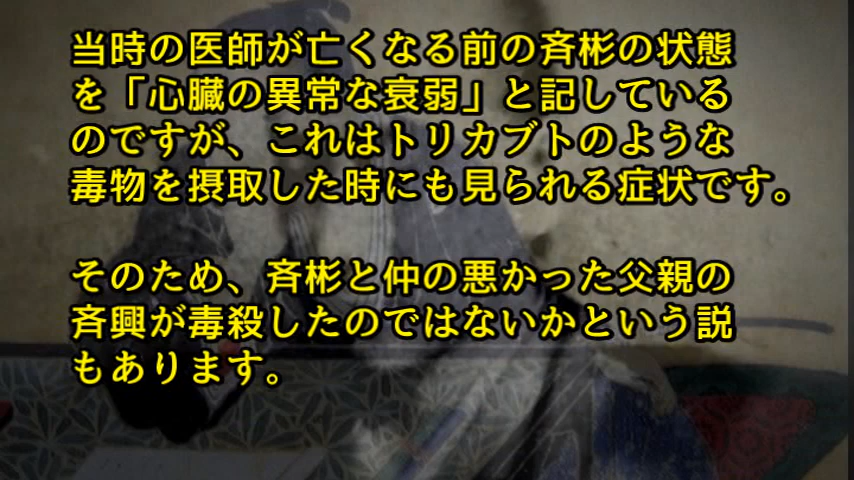 当時の医師が亡くなる前の斉彬の状態
を「心臓の異常な衰弱」と記している
のですが、これはトリカブトのような
毒物を摂取した時にも見られる症状です。
そのため、斉彬と仲の悪かった父親の
斉興が毒殺したのではないかという説
もあります。